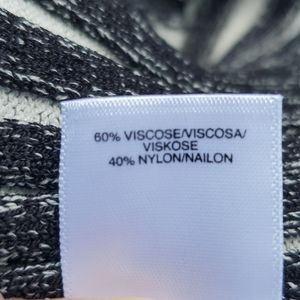 60% VISCOSE/VISCOSA/
VISKOSE
40% NYLON/NAILON